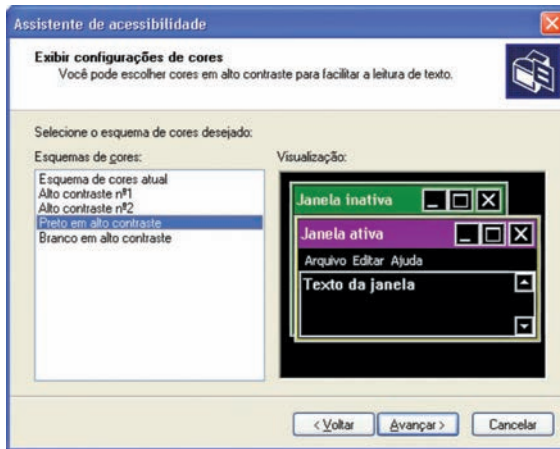 Assistente de acessibilidade
Exibir configurações de cores
Você pode escolher cores em alto contraste para facilitar a leitura de texto.
Selecione o esquema de cores desejado:
Esquemas de cores:
Visualização:
Esquema de cores atual
Alto contraste nº1
Alto contraste nº2
Preto em alto contraste
Branco em alto contraste
Janela inativa
Janela ativa
Arquivo Editar Ajuda
Texto da janela
< Voltar
Avançar >
Cancelar